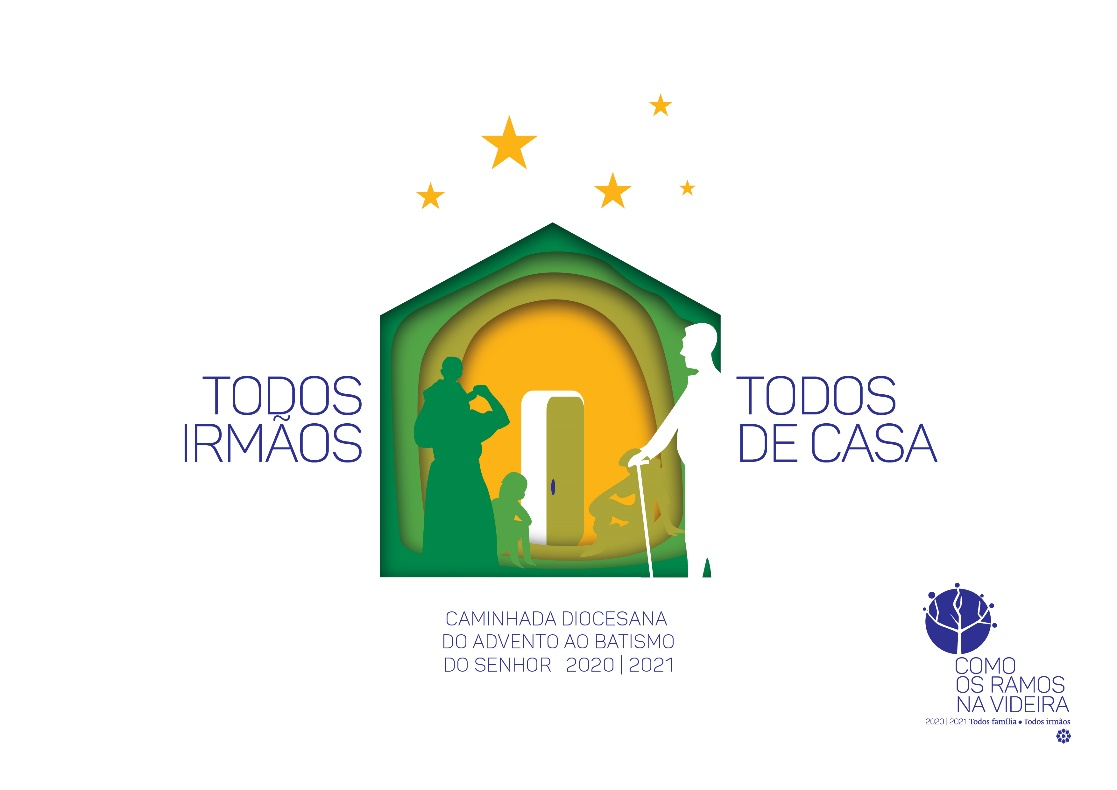 TODOS
IRMÃOS
TODOS
DE CASA
CAMINHADA DIOCESANA
DO ADVENTO AO BATISMO
DO SENHOR 2020 | 2021
COMO
OS RAMOS
NA VIDEIRA
2020 | 2021 Todos família • Todos irmãos